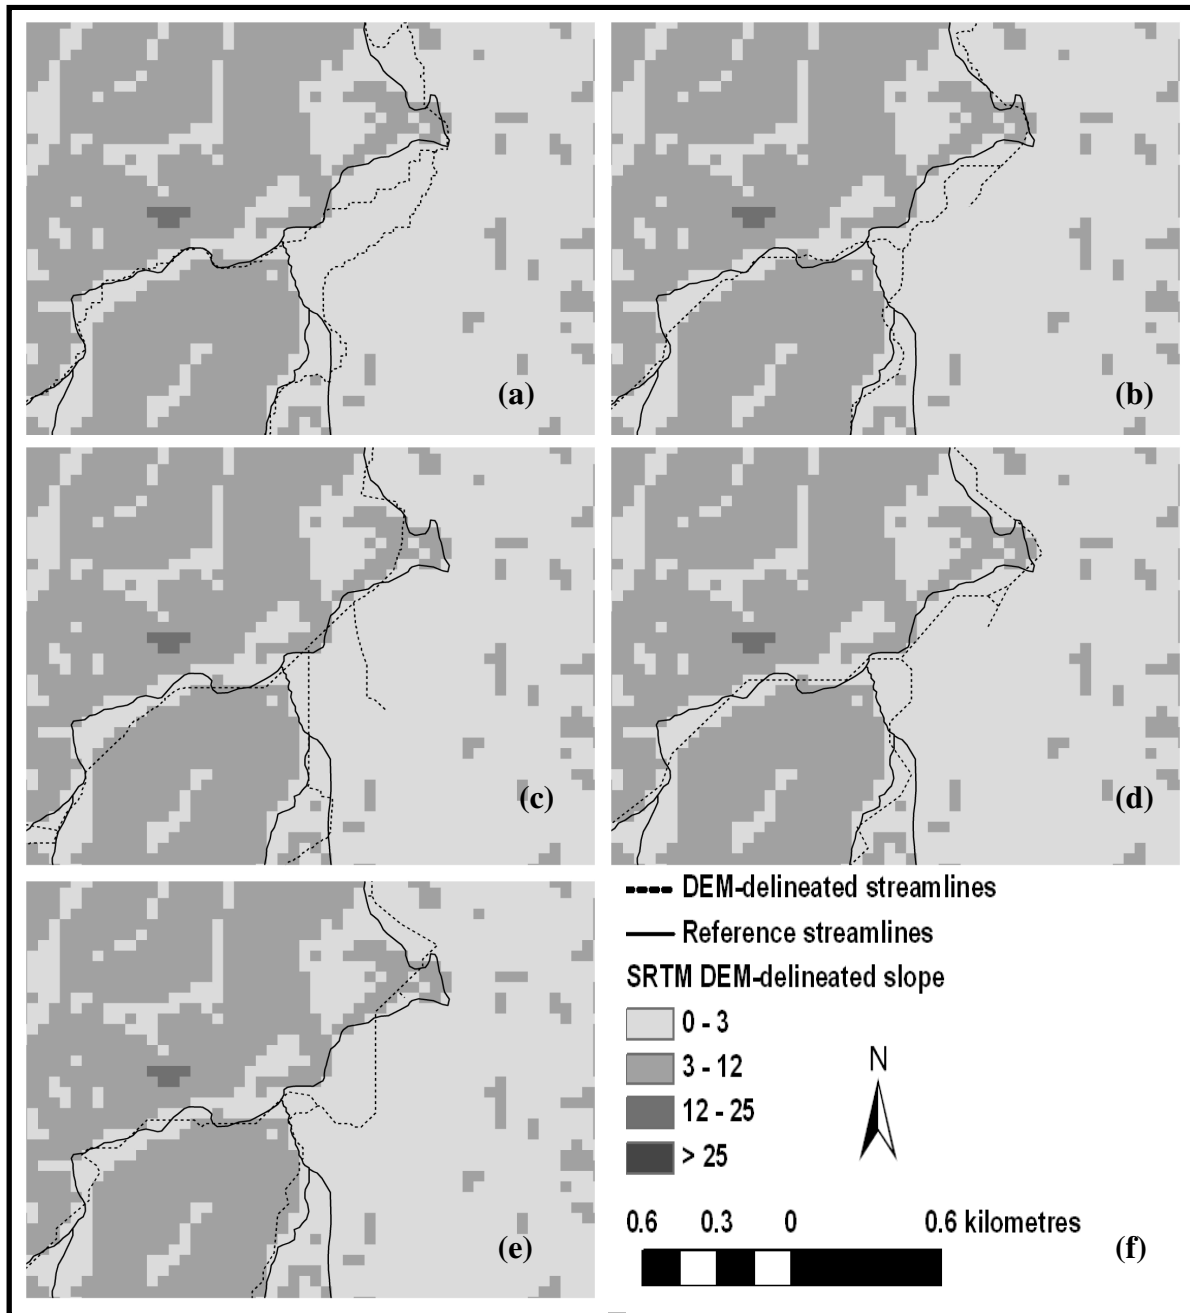 (a)
(b)
(c)
(d)
(e)
DEM-delineated streamlines
Reference streamlines
SRTM DEM-delineated slope
0 - 3
3 - 12
12 - 25
> 25
N
0.6 0.3 0 0.6 kilometres
(f)